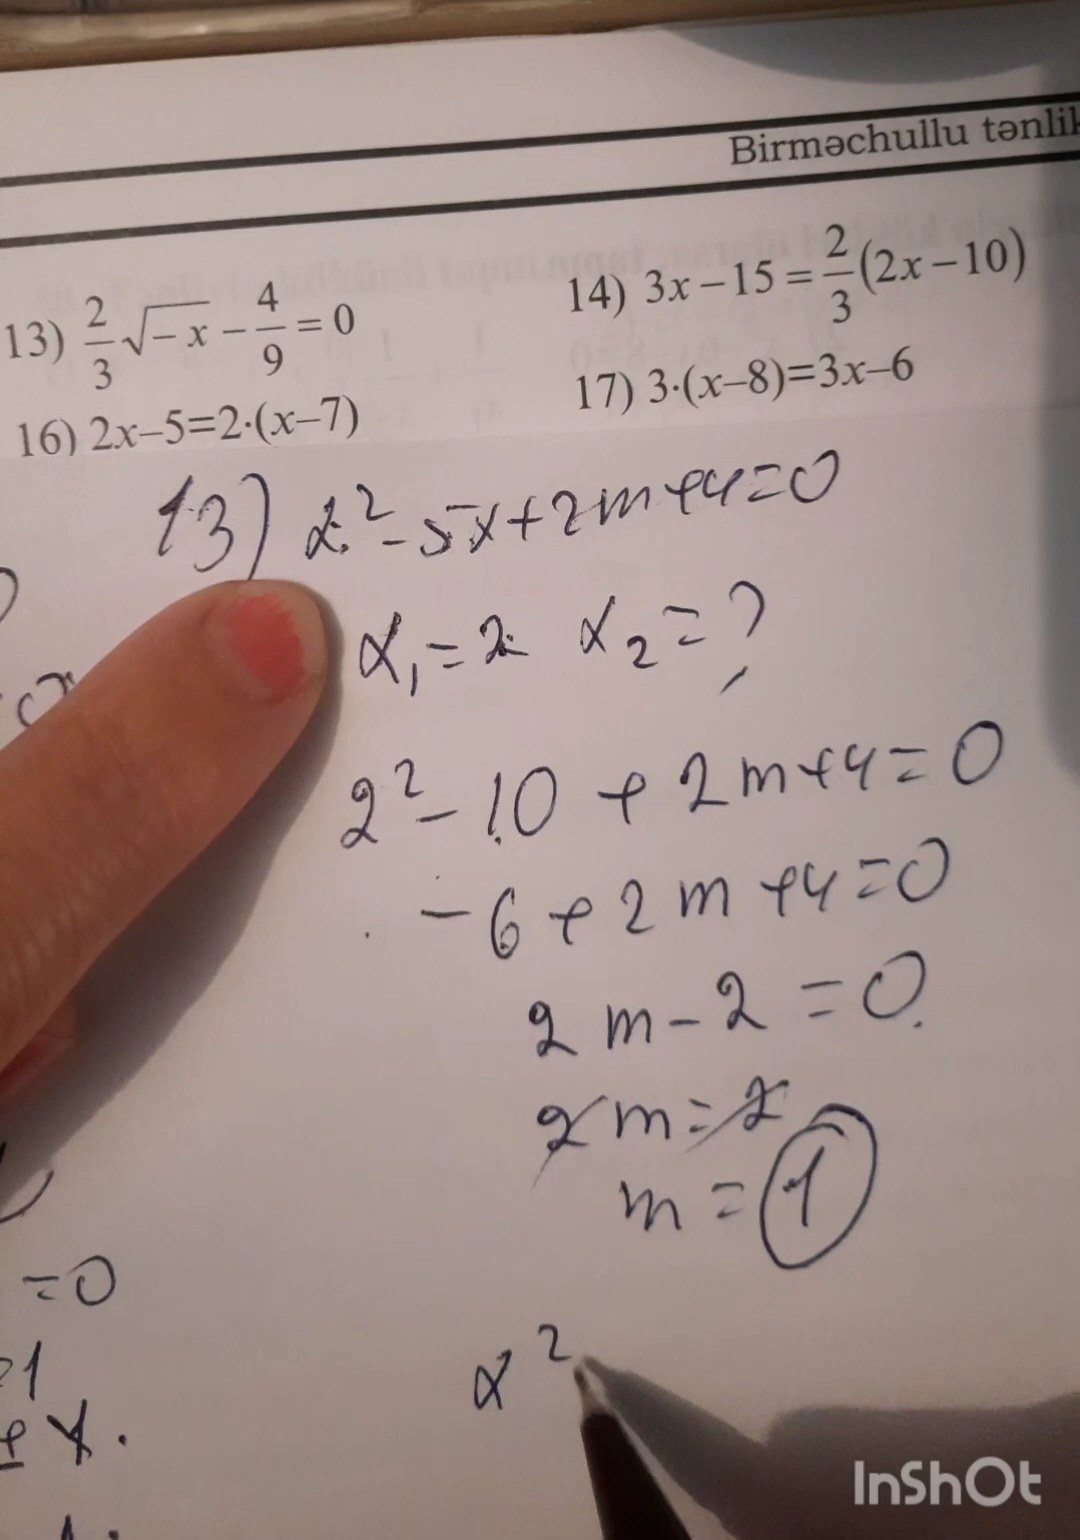 Birməchullu tənlik
13) 2/3 √−x − 4/9 = 0
14) 3x−15 = 2/3 (2x−10)
16) 2x−5=2·(x−7)
17) 3·(x−8)=3x−6
13) x² − 5x + 2m + 4 = 0
x₁ = 2 x₂ = ?
2² − 10 + 2m + 4 = 0
− 6 + 2m + 4 = 0
2m − 2 = 0
2m = 2
m = 1
=0
x²
InShOt